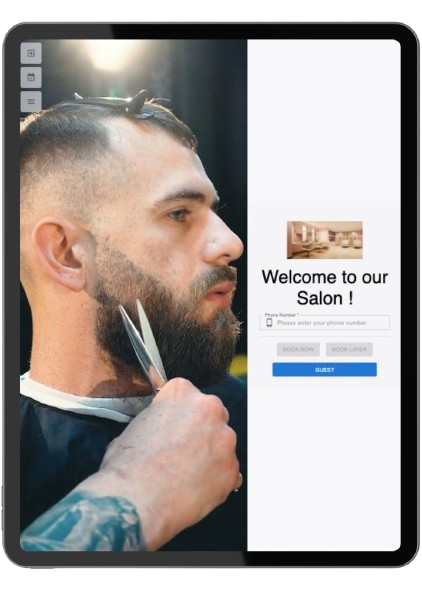 Welcome to our
Salon !
Phone Number *
Please enter your phone number
BOOK NOW
BOOK LATER
GUEST